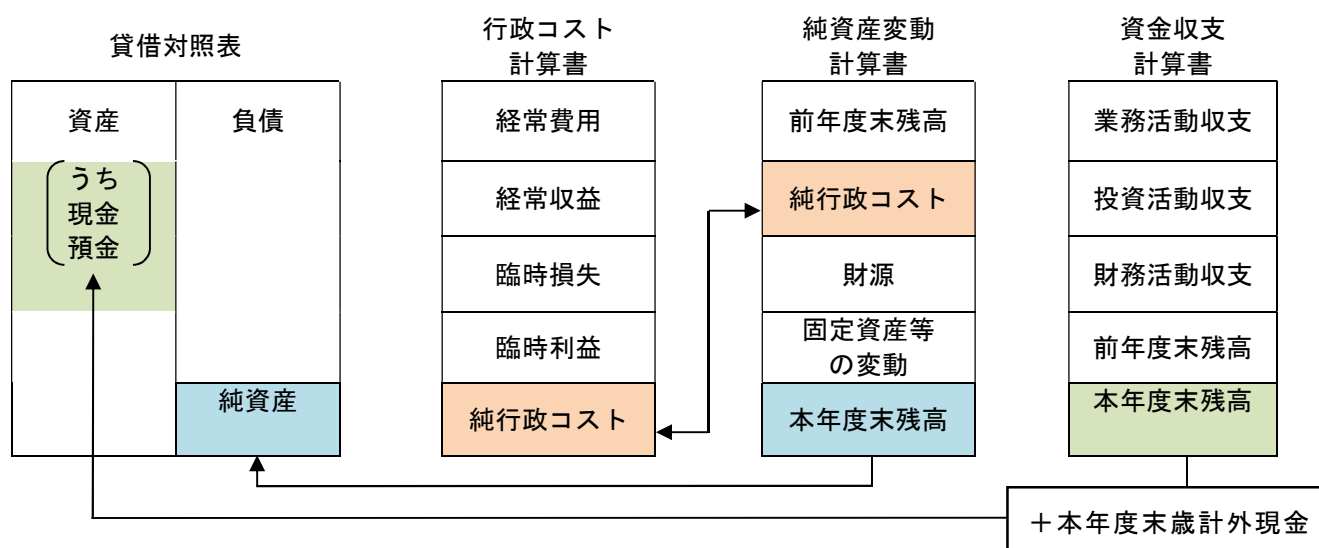 貸借対照表
資産
負債
うち
現金
預金
純資産
行政コスト
計算書
経常費用
経常収益
臨時損失
臨時利益
純行政コスト
純資産変動
計算書
前年度末残高
純行政コスト
財源
固定資産等
の変動
本年度末残高
資金収支
計算書
業務活動収支
投資活動収支
財務活動収支
前年度末残高
本年度末残高
＋本年度末歳計外現金